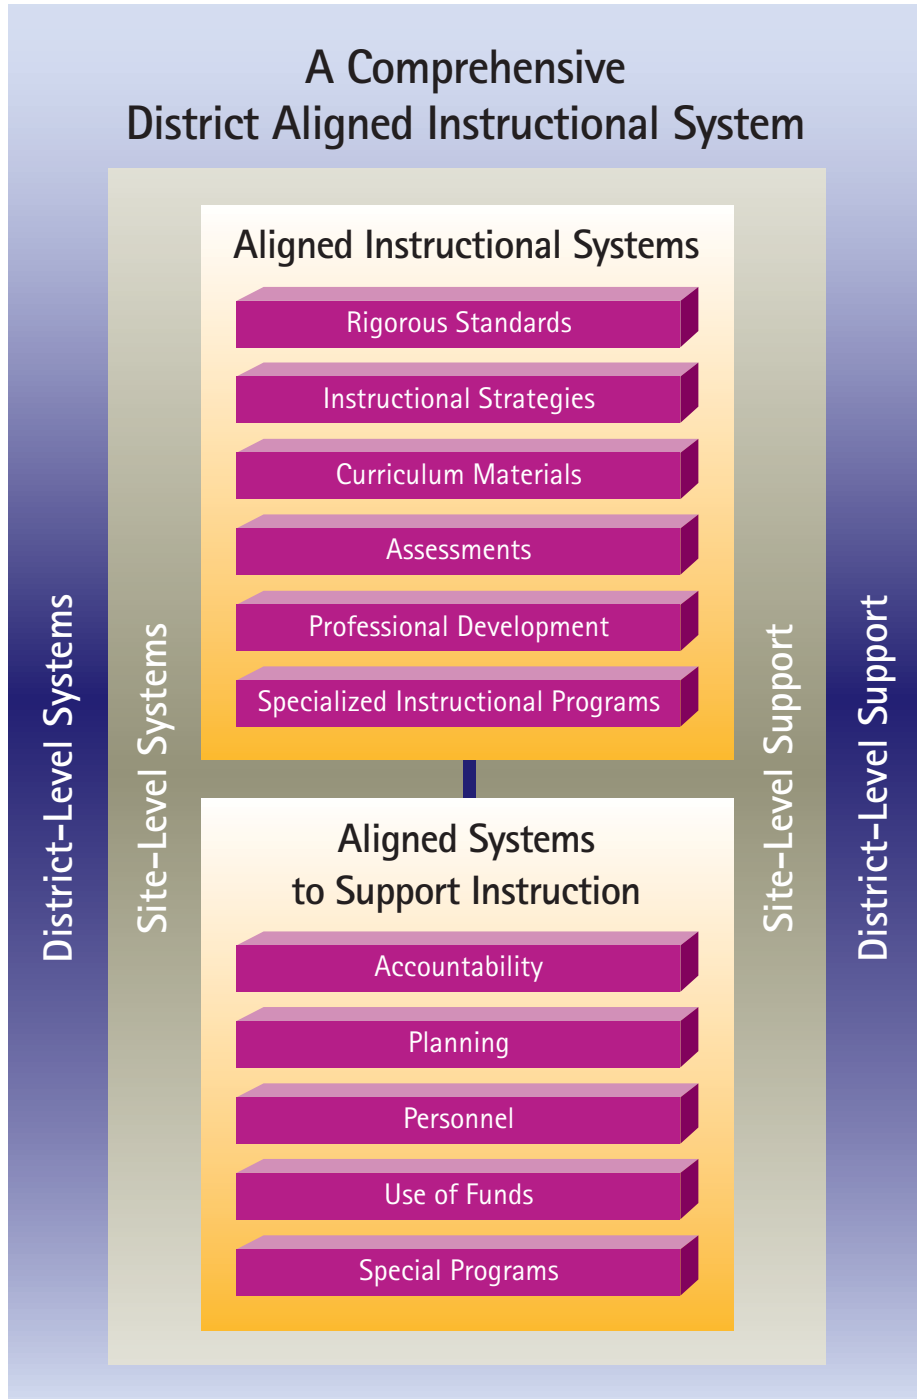 A Comprehensive
District Aligned Instructional System
Aligned Instructional Systems
Rigorous Standards
Instructional Strategies
Curriculum Materials
Assessments
Professional Development
Specialized Instructional Programs
Aligned Systems
to Support Instruction
Accountability
Planning
Personnel
Use of Funds
Special Programs
District-Level Systems
Site-Level Systems
Site-Level Support
District-Level Support